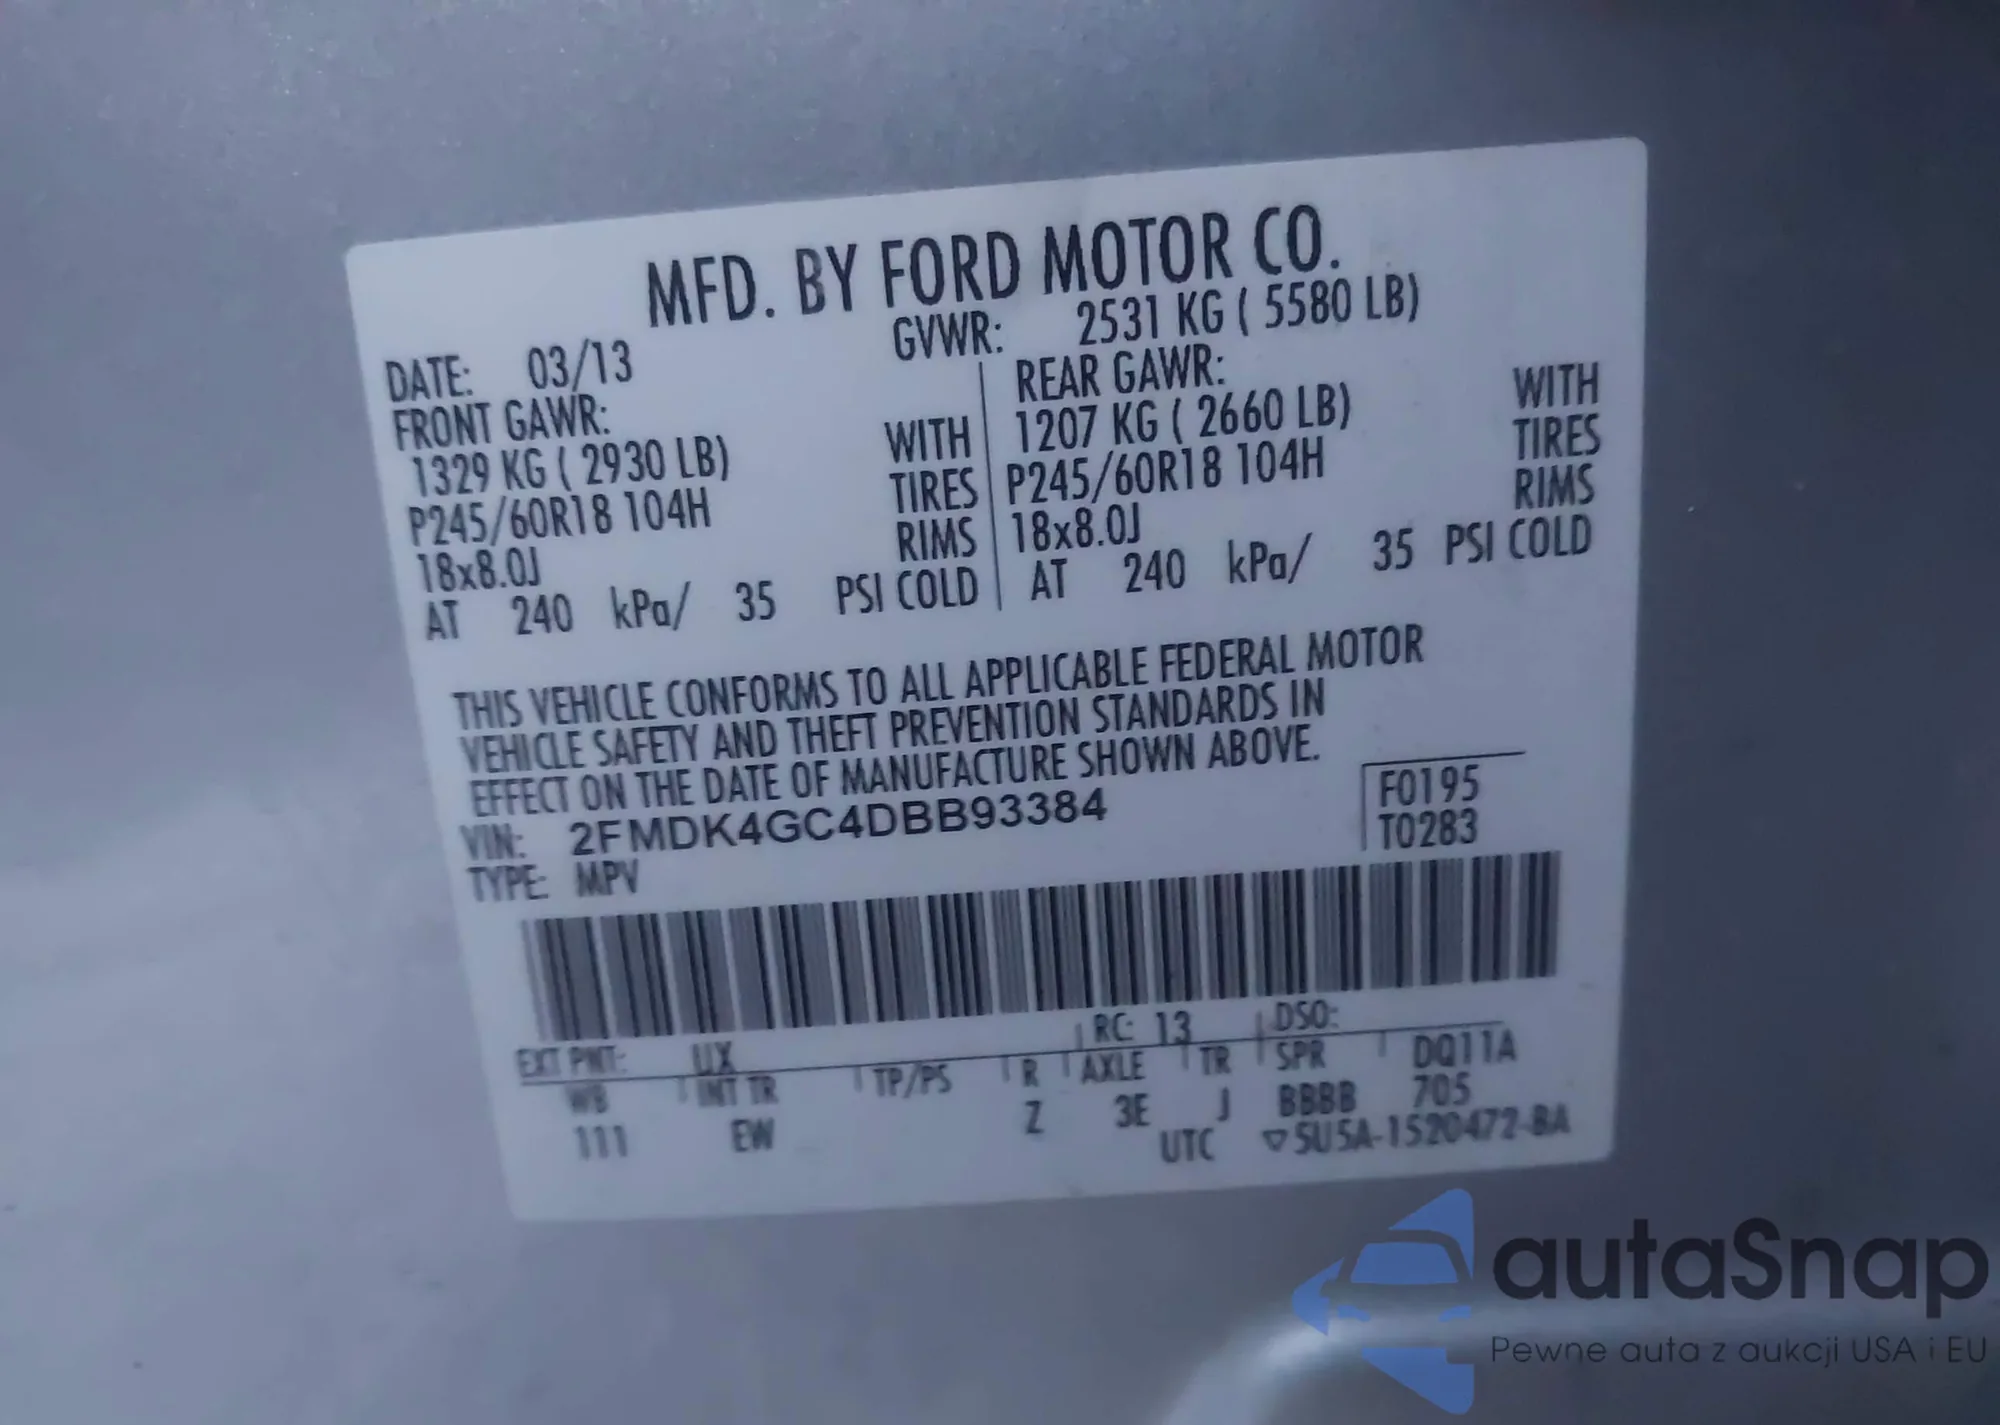 MFD. BY FORD MOTOR CO.
DATE: 03/13
GVWR: 2531 KG ( 5580 LB)
FRONT GAWR:
1329 KG ( 2930 LB) WITH
P245/60R18 104H TIRES
18x8.0J RIMS
AT 240 kPa/ 35 PSI COLD
REAR GAWR:
1207 KG ( 2660 LB) WITH
P245/60R18 104H TIRES
18x8.0J RIMS
AT 240 kPa/ 35 PSI COLD
THIS VEHICLE CONFORMS TO ALL APPLICABLE FEDERAL MOTOR
VEHICLE SAFETY AND THEFT PREVENTION STANDARDS IN
EFFECT ON THE DATE OF MANUFACTURE SHOWN ABOVE.
VIN: 2FMDK4GC4DBB93384
TYPE: MPV
F0195
T0283
EXT PNT: UX RC: 13 DSO:
WB INT TR TP/PS R AXLE TR SPR DQ11A
111 EW Z 3E J BBBB 705
UTC ▽5U5A-1520472-BA
autaSnap
Pewne auta z aukcji USA i EU